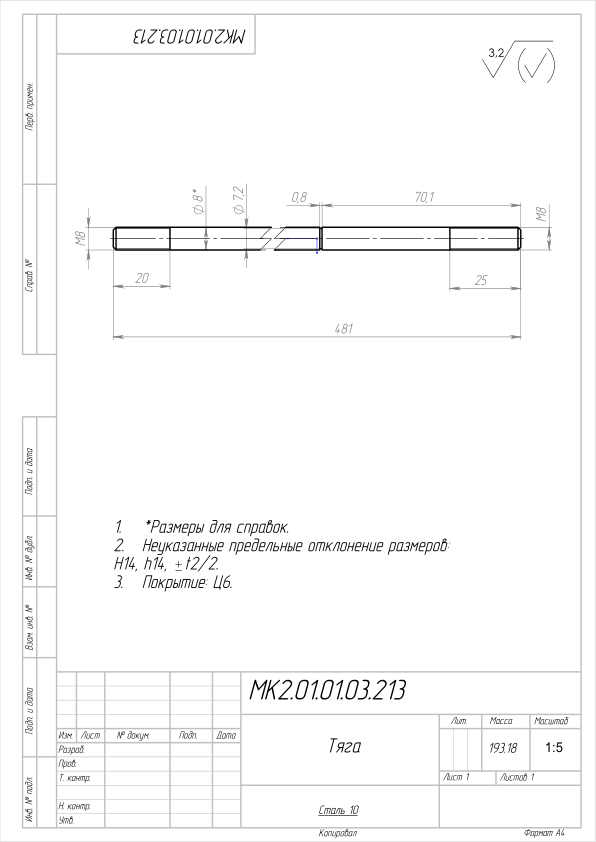 МК2.01.01.03.213
3,2
Перв. примен.
Справ. №
Подп. и дата
Инв. № дубл.
Взам. инв. №
Подп. и дата
Инв. № подл.
М8
20
⌀ 8*
⌀ 7,2
0,8
70,1
М8
25
481
1. *Размеры для справок.
2. Неуказанные предельные отклонение размеров:
Н14, h14, ±t2/2.
3. Покрытие: Ц6.
МК2.01.01.03.213
Изм. Лист № докум. Подп. Дата
Разраб.
Пров.
Т. контр.
Н. контр.
Утв.
Тяга
Лит. Масса Масштаб
193.18 1:5
Лист 1 Листов 1
Сталь 10
Копировал Формат А4